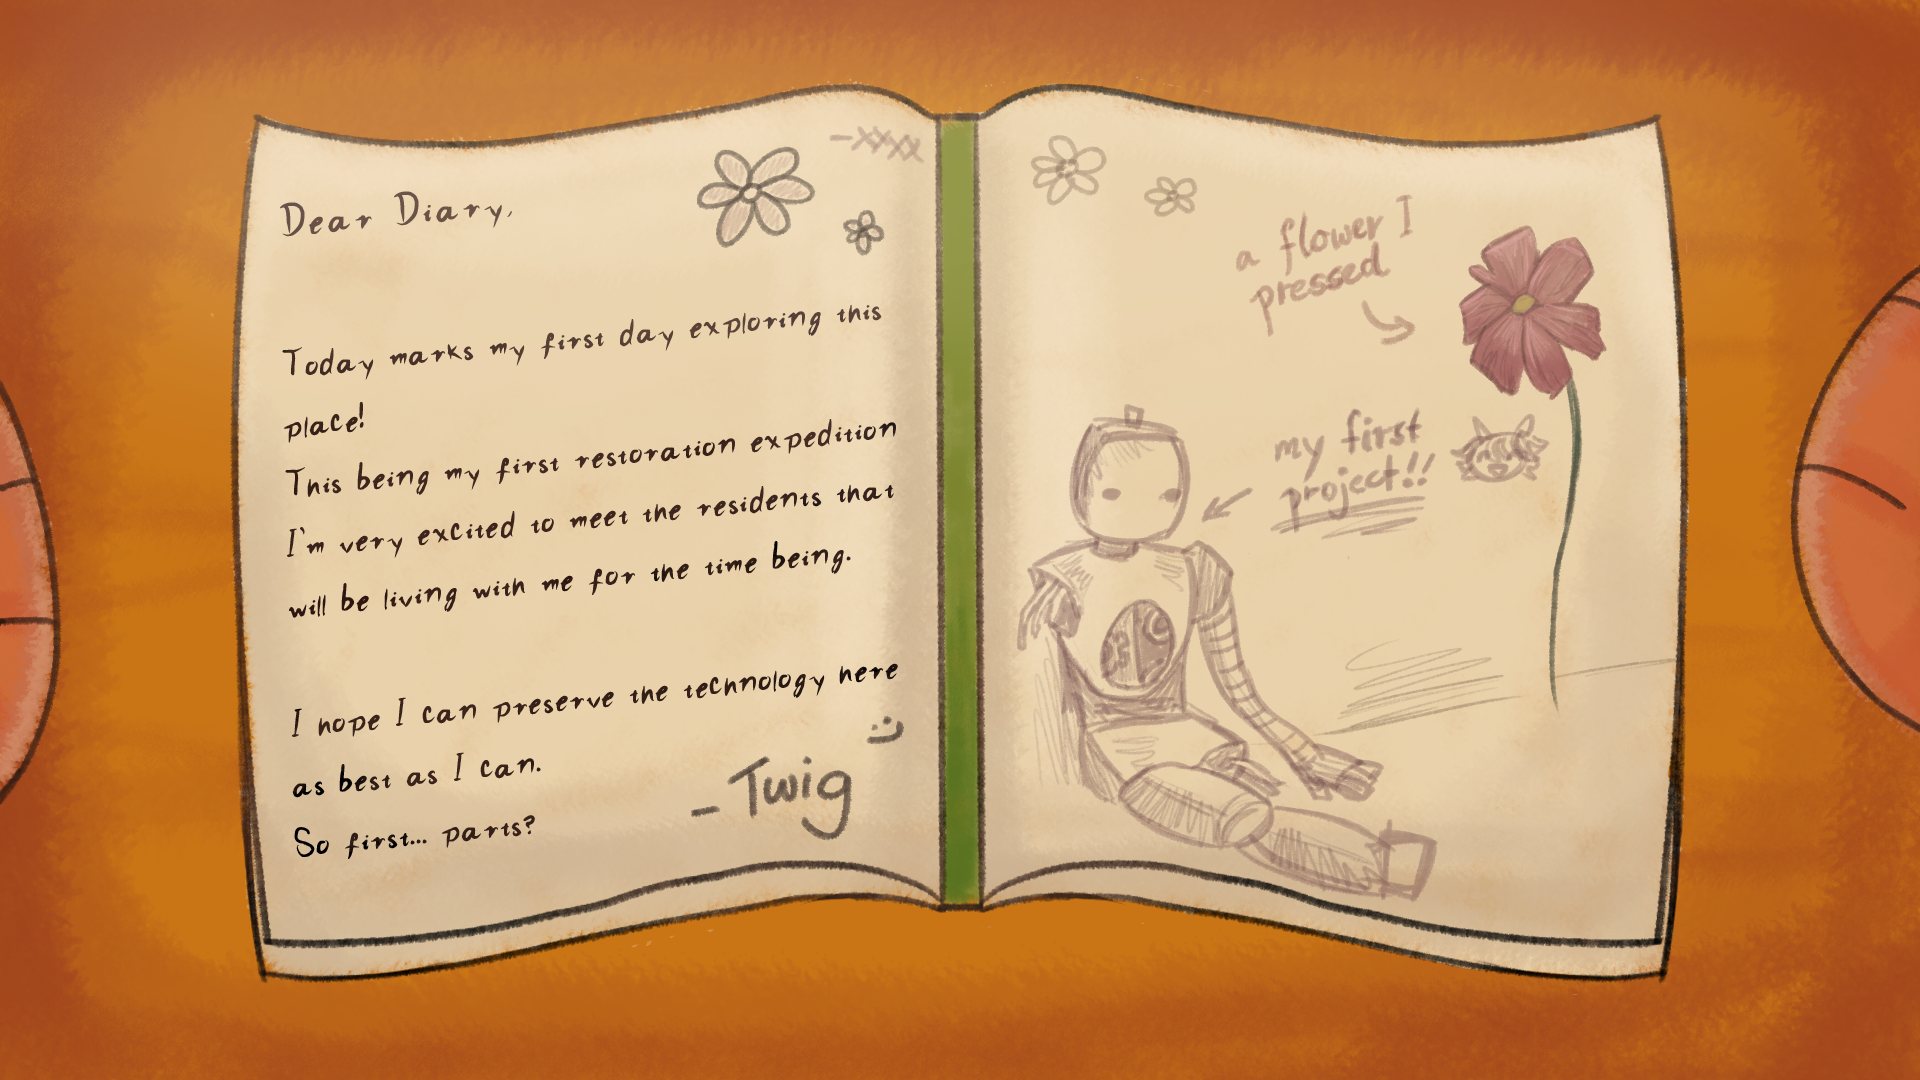 -xxxx
Dear Diary,
Today marks my first day exploring this
place!
This being my first restoration expedition
I'm very excited to meet the residents that
will be living with me for the time being.
I hope I can preserve the technology here
as best as I can.
So first... parts?
:)
-Twig
a flower I
pressed
my first
project!!